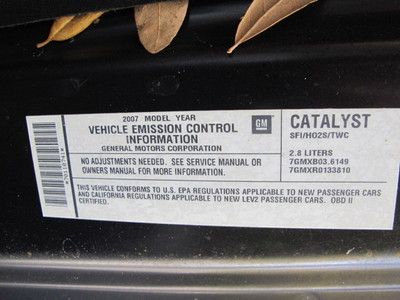 2007 MODEL YEAR
VEHICLE EMISSION CONTROL
INFORMATION
GENERAL MOTORS CORPORATION
GM
CATALYST
SFI/HO2S/TWC
NO ADJUSTMENTS NEEDED. SEE SERVICE MANUAL OR
OWNERS MANUAL FOR MORE INFORMATION.
2.8 LITERS
7GMXB03.6149
7GMXR0133810
THIS VEHICLE CONFORMS TO U.S. EPA REGULATIONS APPLICABLE TO NEW PASSENGER CARS
AND CALIFORNIA REGULATIONS APPLICABLE TO NEW LEV2 PASSENGER CARS. OBD II